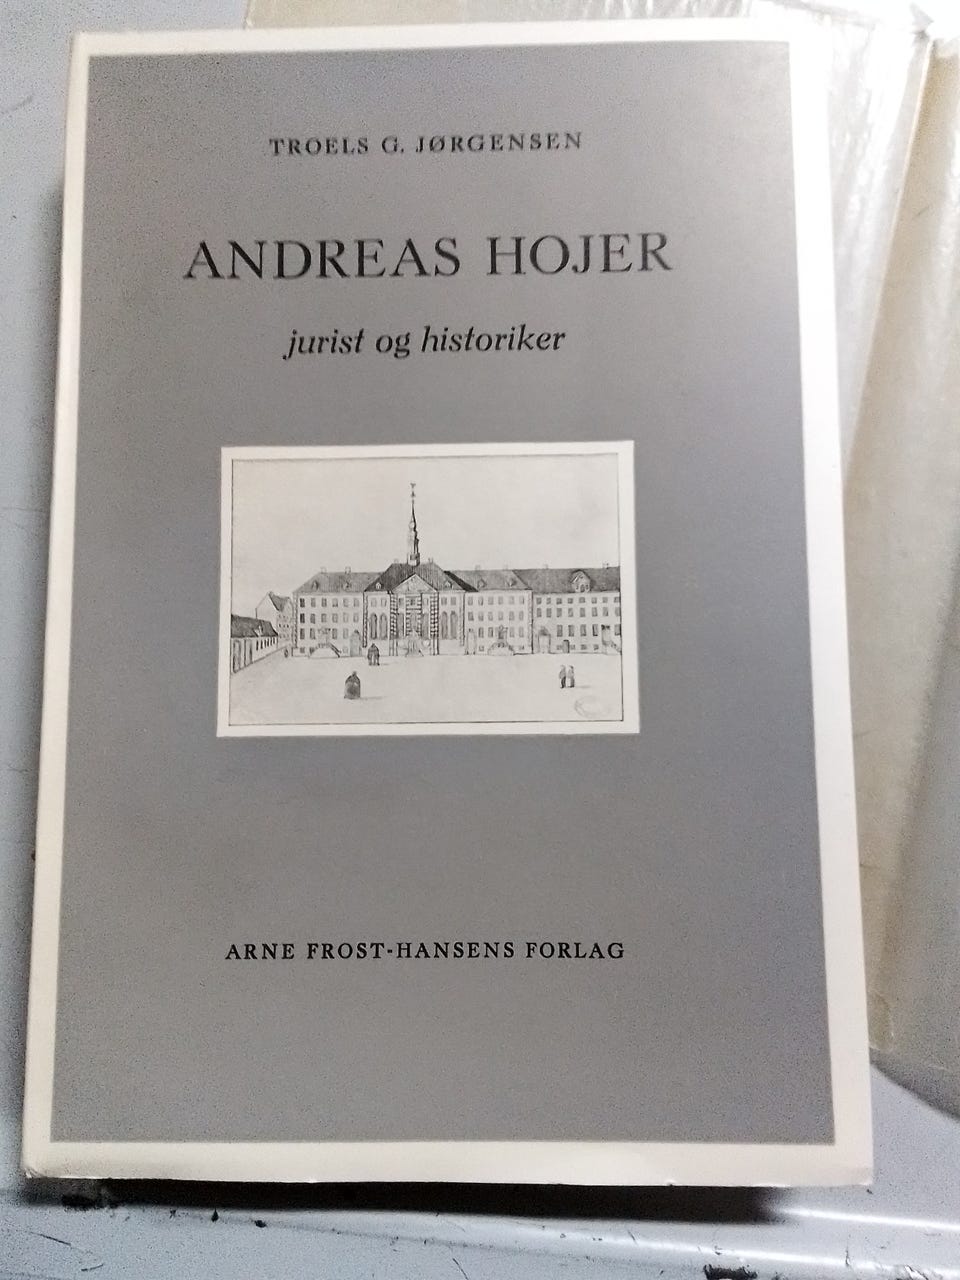 TROELS G. JØRGENSEN
ANDREAS HOJER
jurist og historiker
ARNE FROST-HANSENS FORLAG